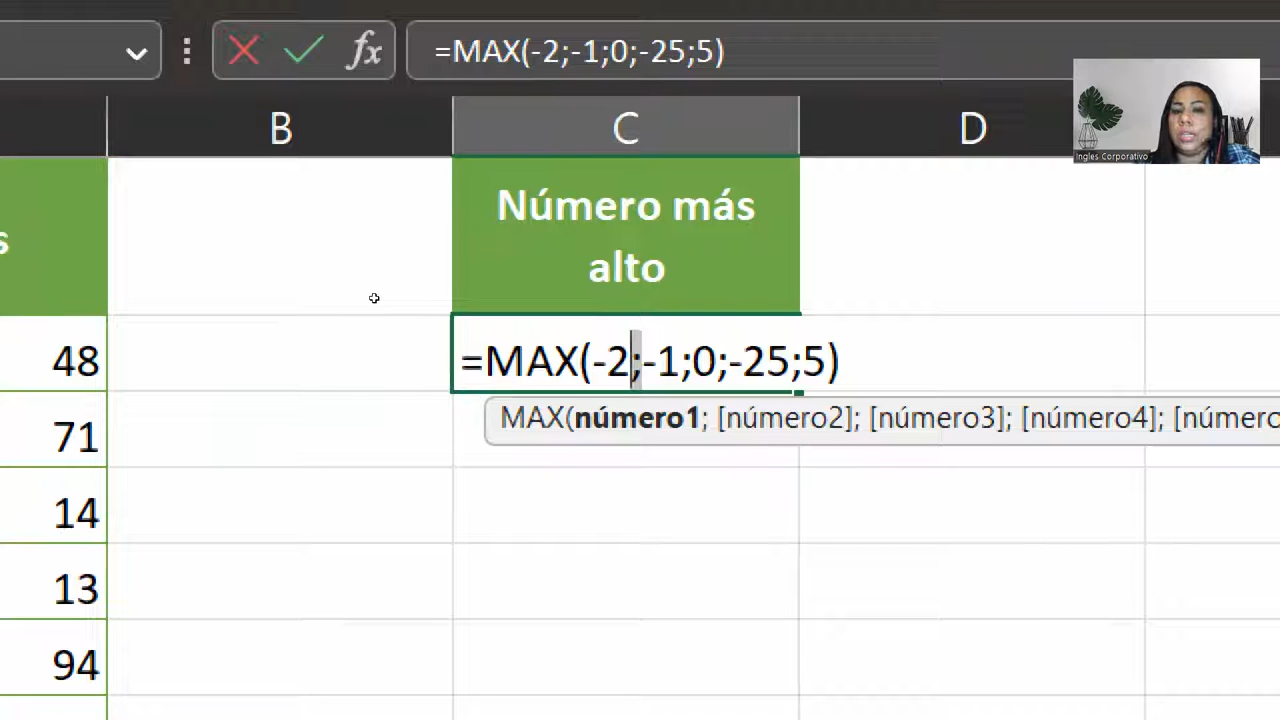 fx
=MAX(-2;-1;0;-25;5)
B
C
D
Ingles Corporativo
s
Número más
alto
48
=MAX(-2;-1;0;-25;5)
MAX(número1; [número2]; [número3]; [número4]; [número
71
14
13
94